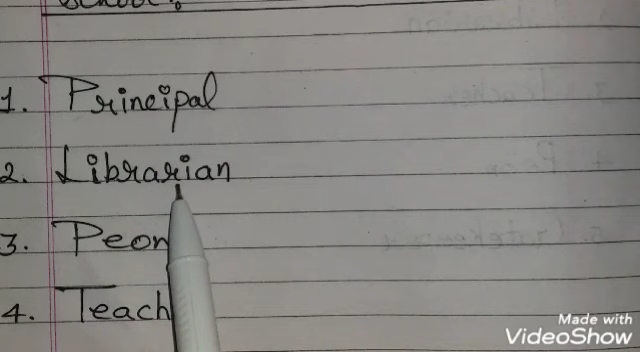 1. Principal
2. Librarian
3. Peon
4. Teach
Made with
VideoShow